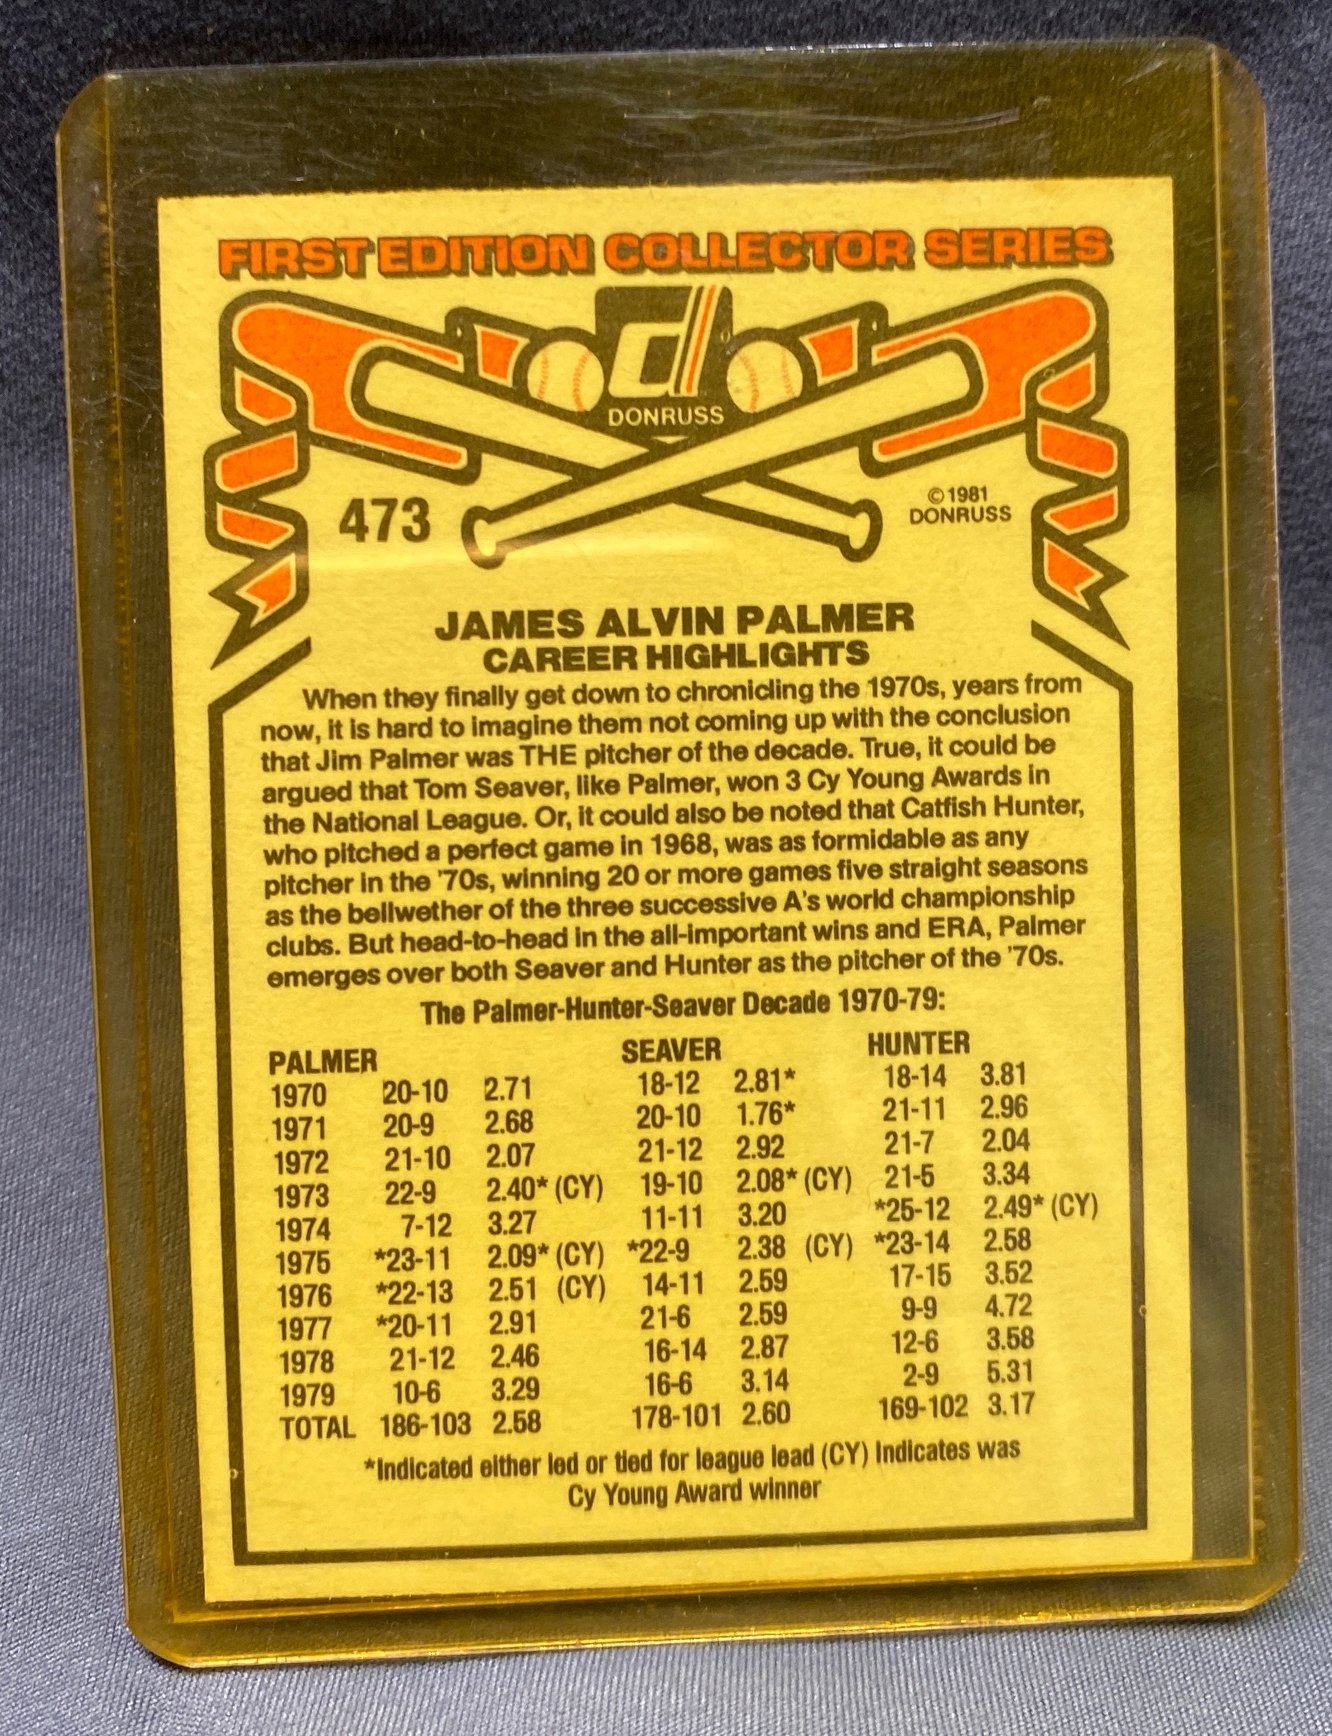 FIRST EDITION COLLECTOR SERIES
d
DONRUSS
473
©1981
DONRUSS
JAMES ALVIN PALMER
CAREER HIGHLIGHTS
When they finally get down to chronicling the 1970s, years from
now, it is hard to imagine them not coming up with the conclusion
that Jim Palmer was THE pitcher of the decade. True, it could be
argued that Tom Seaver, like Palmer, won 3 Cy Young Awards in
the National League. Or, it could also be noted that Catfish Hunter,
who pitched a perfect game in 1968, was as formidable as any
pitcher in the '70s, winning 20 or more games five straight seasons
as the bellwether of the three successive A's world championship
clubs. But head-to-head in the all-important wins and ERA, Palmer
emerges over both Seaver and Hunter as the pitcher of the '70s.
The Palmer-Hunter-Seaver Decade 1970-79:
PALMER SEAVER HUNTER
1970 20-10 2.71 18-12 2.81* 18-14 3.81
1971 20-9 2.68 20-10 1.76* 21-11 2.96
1972 21-10 2.07 21-12 2.92 21-7 2.04
1973 22-9 2.40* (CY) 19-10 2.08* (CY) 21-5 3.34
1974 7-12 3.27 11-11 3.20 *25-12 2.49* (CY)
1975 *23-11 2.09* (CY) *22-9 2.38 (CY) *23-14 2.58
1976 *22-13 2.51 (CY) 14-11 2.59 17-15 3.52
1977 *20-11 2.91 21-6 2.59 9-9 4.72
1978 21-12 2.46 16-14 2.87 12-6 3.58
1979 10-6 3.29 16-6 3.14 2-9 5.31
TOTAL 186-103 2.58 178-101 2.60 169-102 3.17
*Indicated either led or tied for league lead (CY) Indicates was
Cy Young Award winner